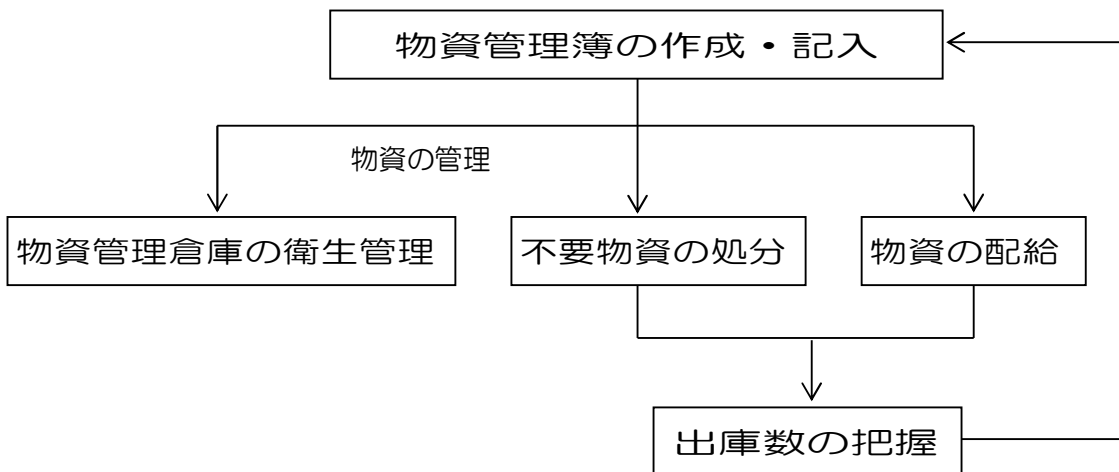 物資管理簿の作成・記入
物資の管理
物資管理倉庫の衛生管理
不要物資の処分
物資の配給
出庫数の把握